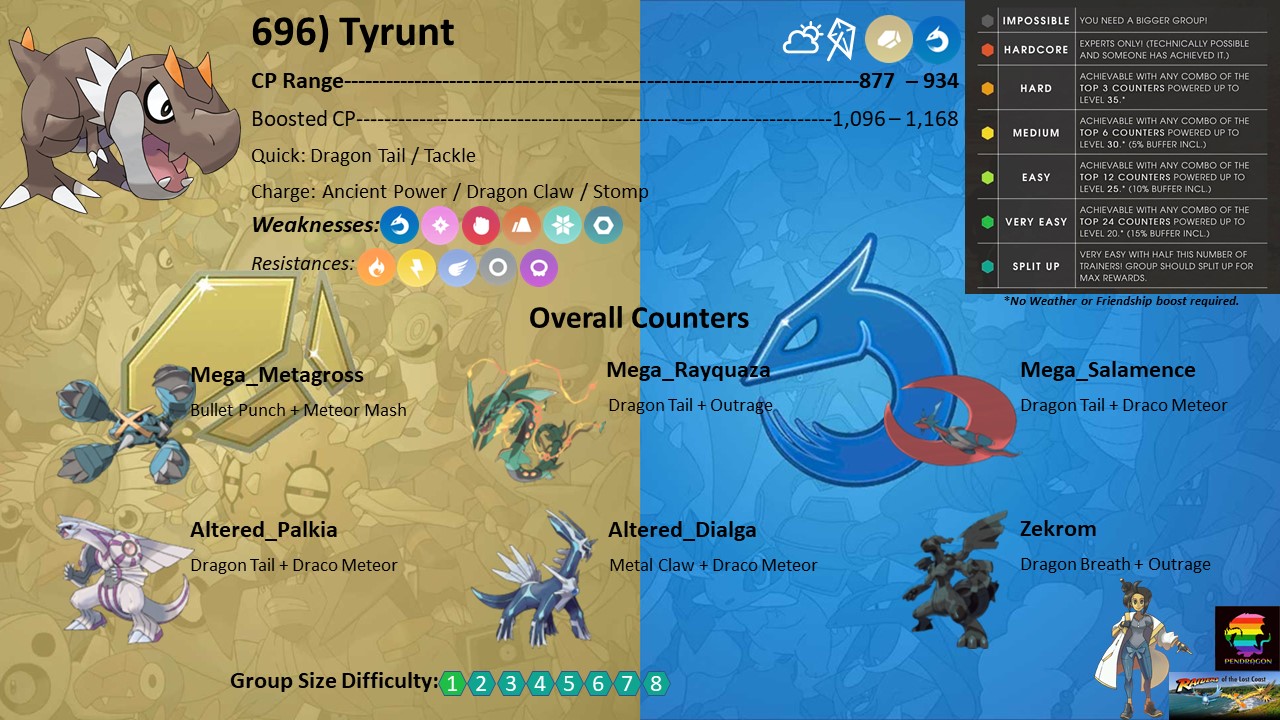 696) Tyrunt
CP Range-----877 – 934
Boosted CP-----1,096 – 1,168
Quick: Dragon Tail / Tackle
Charge: Ancient Power / Dragon Claw / Stomp
Weaknesses:
Resistances:
IMPOSSIBLE YOU NEED A BIGGER GROUP!
HARDCORE EXPERTS ONLY! (TECHNICALLY POSSIBLE
AND SOMEONE HAS ACHIEVED IT.)
HARD ACHIEVABLE WITH ANY COMBO OF THE
TOP 3 COUNTERS POWERED UP TO
LEVEL 35.*
MEDIUM ACHIEVABLE WITH ANY COMBO OF THE
TOP 6 COUNTERS POWERED UP TO
LEVEL 30.* (5% BUFFER INCL.)
EASY ACHIEVABLE WITH ANY COMBO OF THE
TOP 12 COUNTERS POWERED UP TO
LEVEL 25.* (10% BUFFER INCL.)
VERY EASY ACHIEVABLE WITH ANY COMBO OF THE
TOP 24 COUNTERS POWERED UP TO
LEVEL 20.* (15% BUFFER INCL.)
SPLIT UP VERY EASY WITH HALF THIS NUMBER OF
TRAINERS! GROUP SHOULD SPLIT UP FOR
MAX REWARDS.
*No Weather or Friendship boost required.
Overall Counters
Mega_Metagross
Bullet Punch + Meteor Mash
Mega_Rayquaza
Dragon Tail + Outrage
Mega_Salamence
Dragon Tail + Draco Meteor
Altered_Palkia
Dragon Tail + Draco Meteor
Altered_Dialga
Metal Claw + Draco Meteor
Zekrom
Dragon Breath + Outrage
Group Size Difficulty: 1 2 3 4 5 6 7 8
PENDRAGON
RAIDERS of the Lost Coast